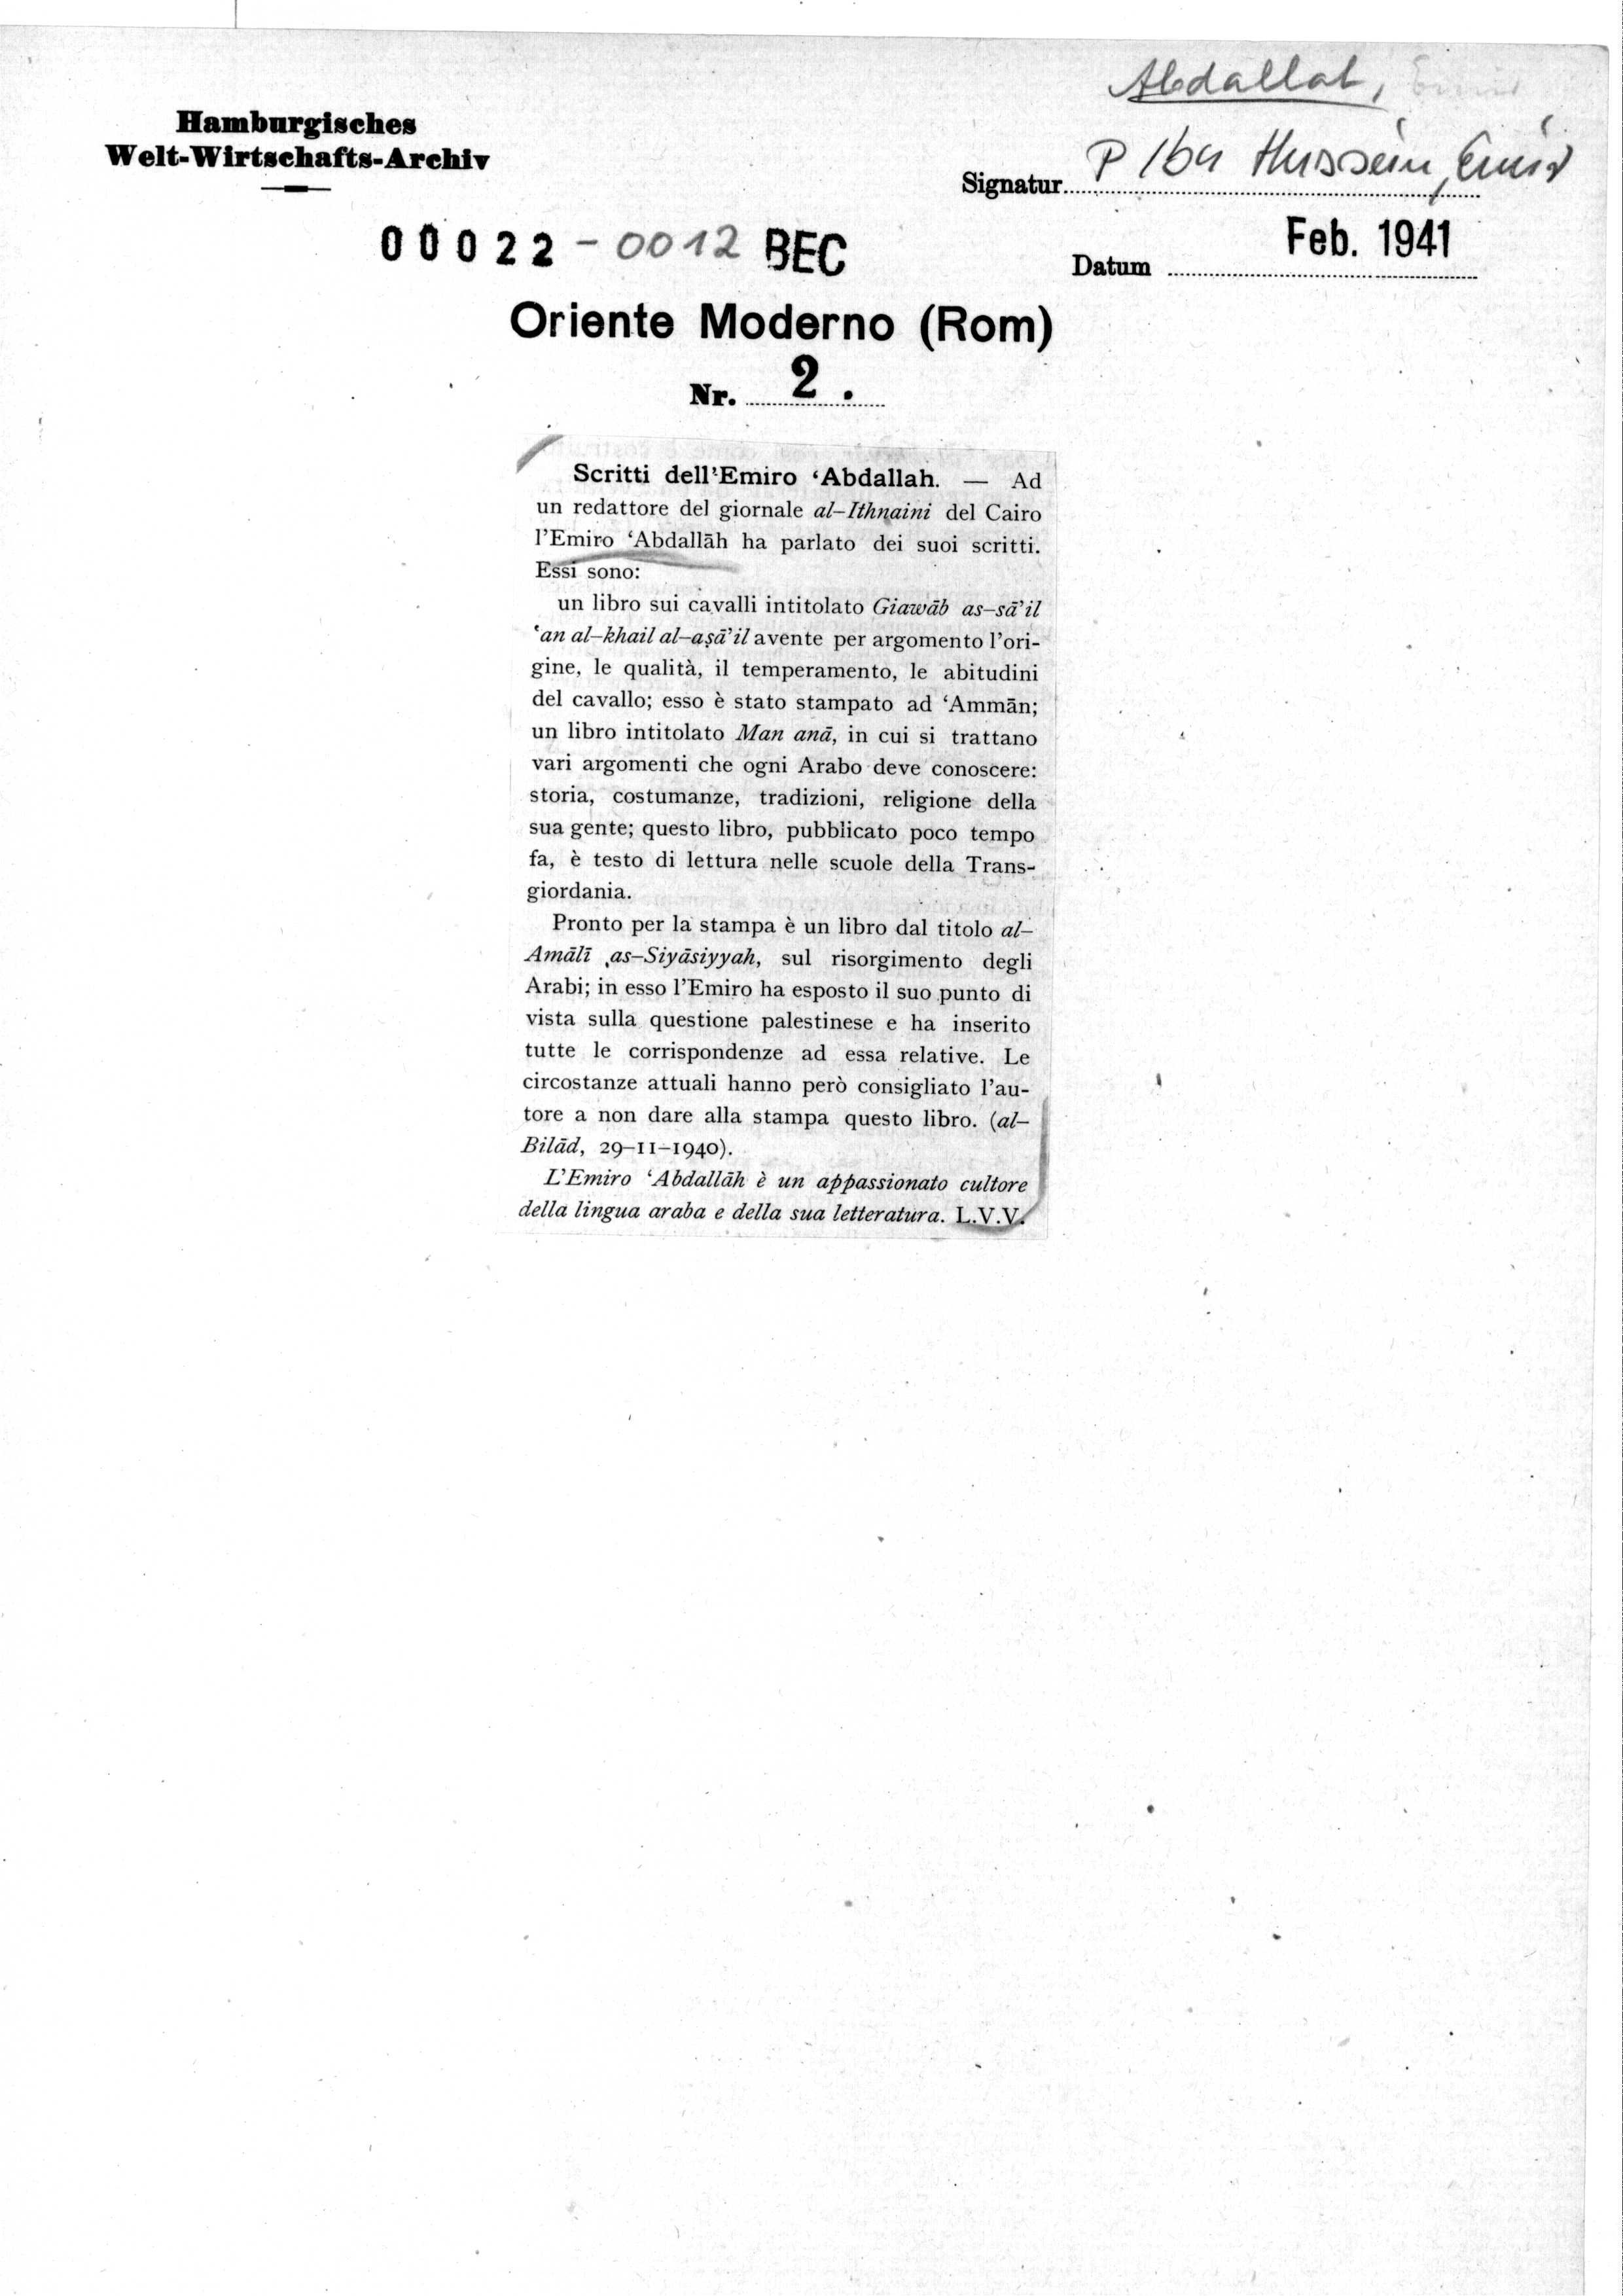 Hamburgisches
Welt-Wirtschafts-Archiv
Abdallah,
Signatur P Ibn Hussein, Emir
00022-0012 BEC
Datum Feb. 1941
Oriente Moderno (Rom)
Nr. 2.
Scritti dell'Emiro ‘Abdallah. — Ad
un redattore del giornale al-Ithnaini del Cairo
l'Emiro ‘Abdallāh ha parlato dei suoi scritti.
Essi sono:
un libro sui cavalli intitolato Giawāb as-sā’il
‘an al-khail al-aṣā’il avente per argomento l'ori-
gine, le qualità, il temperamento, le abitudini
del cavallo; esso è stato stampato ad ‘Ammān;
un libro intitolato Man anā, in cui si trattano
vari argomenti che ogni Arabo deve conoscere:
storia, costumanze, tradizioni, religione della
sua gente; questo libro, pubblicato poco tempo
fa, è testo di lettura nelle scuole della Trans-
giordania.
Pronto per la stampa è un libro dal titolo al-
Amālī as-Siyāsiyyah, sul risorgimento degli
Arabi; in esso l'Emiro ha esposto il suo punto di
vista sulla questione palestinese e ha inserito
tutte le corrispondenze ad essa relative. Le
circostanze attuali hanno però consigliato l'au-
tore a non dare alla stampa questo libro. (al-
Bilād, 29-11-1940).
L'Emiro ‘Abdallāh è un appassionato cultore
della lingua araba e della sua letteratura. L.V.V.